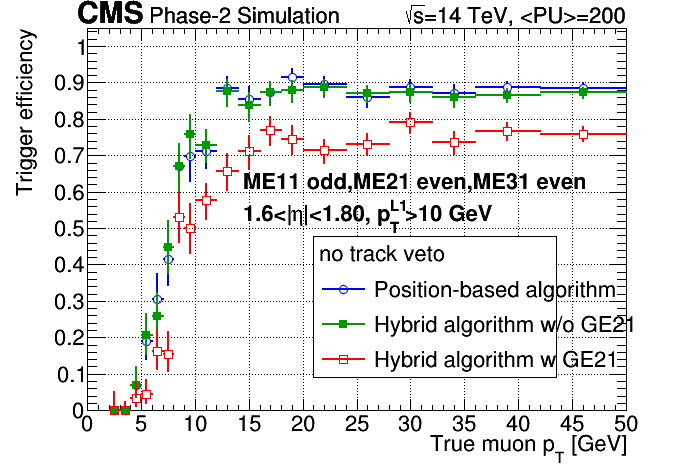 CMS Phase-2 Simulation √s=14 TeV, <PU>=200
Trigger efficiency
1
0.9
0.8
0.7
0.6
0.5
0.4
0.3
0.2
0.1
0
ME11 odd,ME21 even,ME31 even
1.6<|η|<1.80, p_T^L1>10 GeV
no track veto
Position-based algorithm
Hybrid algorithm w/o GE21
Hybrid algorithm w GE21
0 5 10 15 20 25 30 35 40 45 50
True muon p_T [GeV]